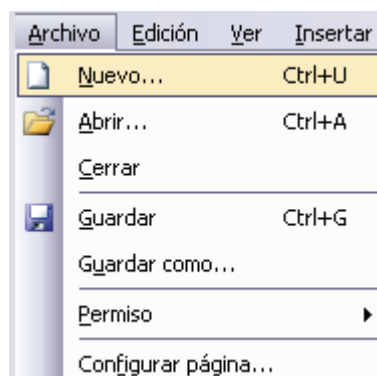 Archivo Edición Ver Insertar
Nuevo... Ctrl+U
Abrir... Ctrl+A
Cerrar
Guardar Ctrl+G
Guardar como...
Permiso
Configurar página...